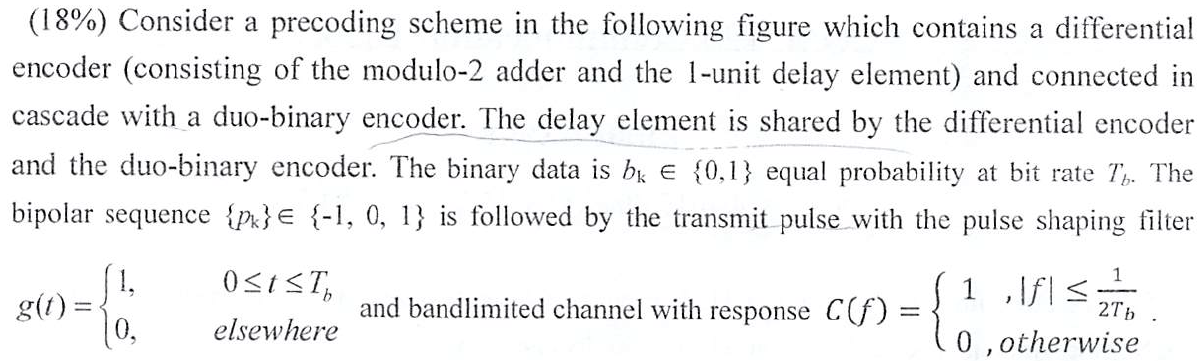 (18%) Consider a precoding scheme in the following figure which contains a differential
encoder (consisting of the modulo-2 adder and the 1-unit delay element) and connected in
cascade with a duo-binary encoder. The delay element is shared by the differential encoder
and the duo-binary encoder. The binary data is bₖ ∈ {0,1} equal probability at bit rate T_b. The
bipolar sequence {pₖ}∈ {-1, 0, 1} is followed by the transmit pulse with the pulse shaping filter
g(t) = { 1, 0 ≤ t ≤ T_b ; 0, elsewhere and bandlimited channel with response C(f) = { 1 , |f| ≤ 1/(2T_b) ; 0 , otherwise .